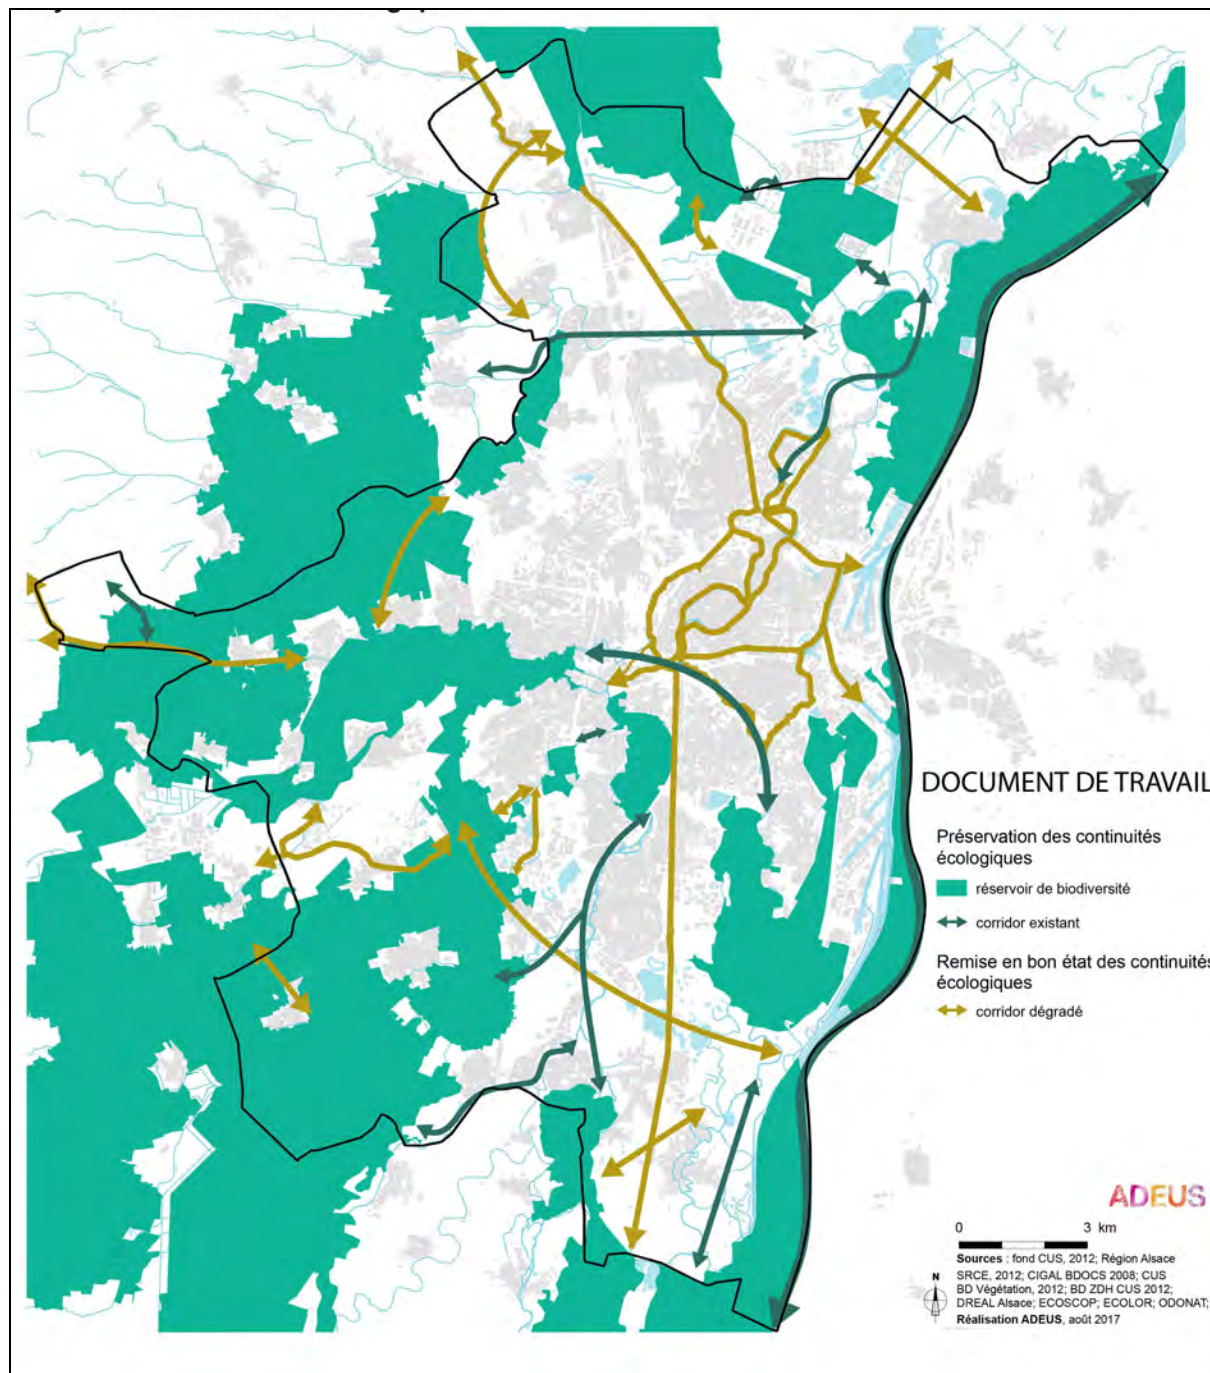 DOCUMENT DE TRAVAIL
Préservation des continuités
écologiques
réservoir de biodiversité
corridor existant
Remise en bon état des continuités
écologiques
corridor dégradé
ADEUS
0 3 km
Sources : fond CUS, 2012; Région Alsace
SRCE, 2012; CIGAL BDOCS 2008; CUS
BD Végétation, 2012; BD ZDH CUS 2012;
DREAL Alsace; ECOSCOP; ECOLOR; ODONAT;
Réalisation ADEUS, août 2017
N